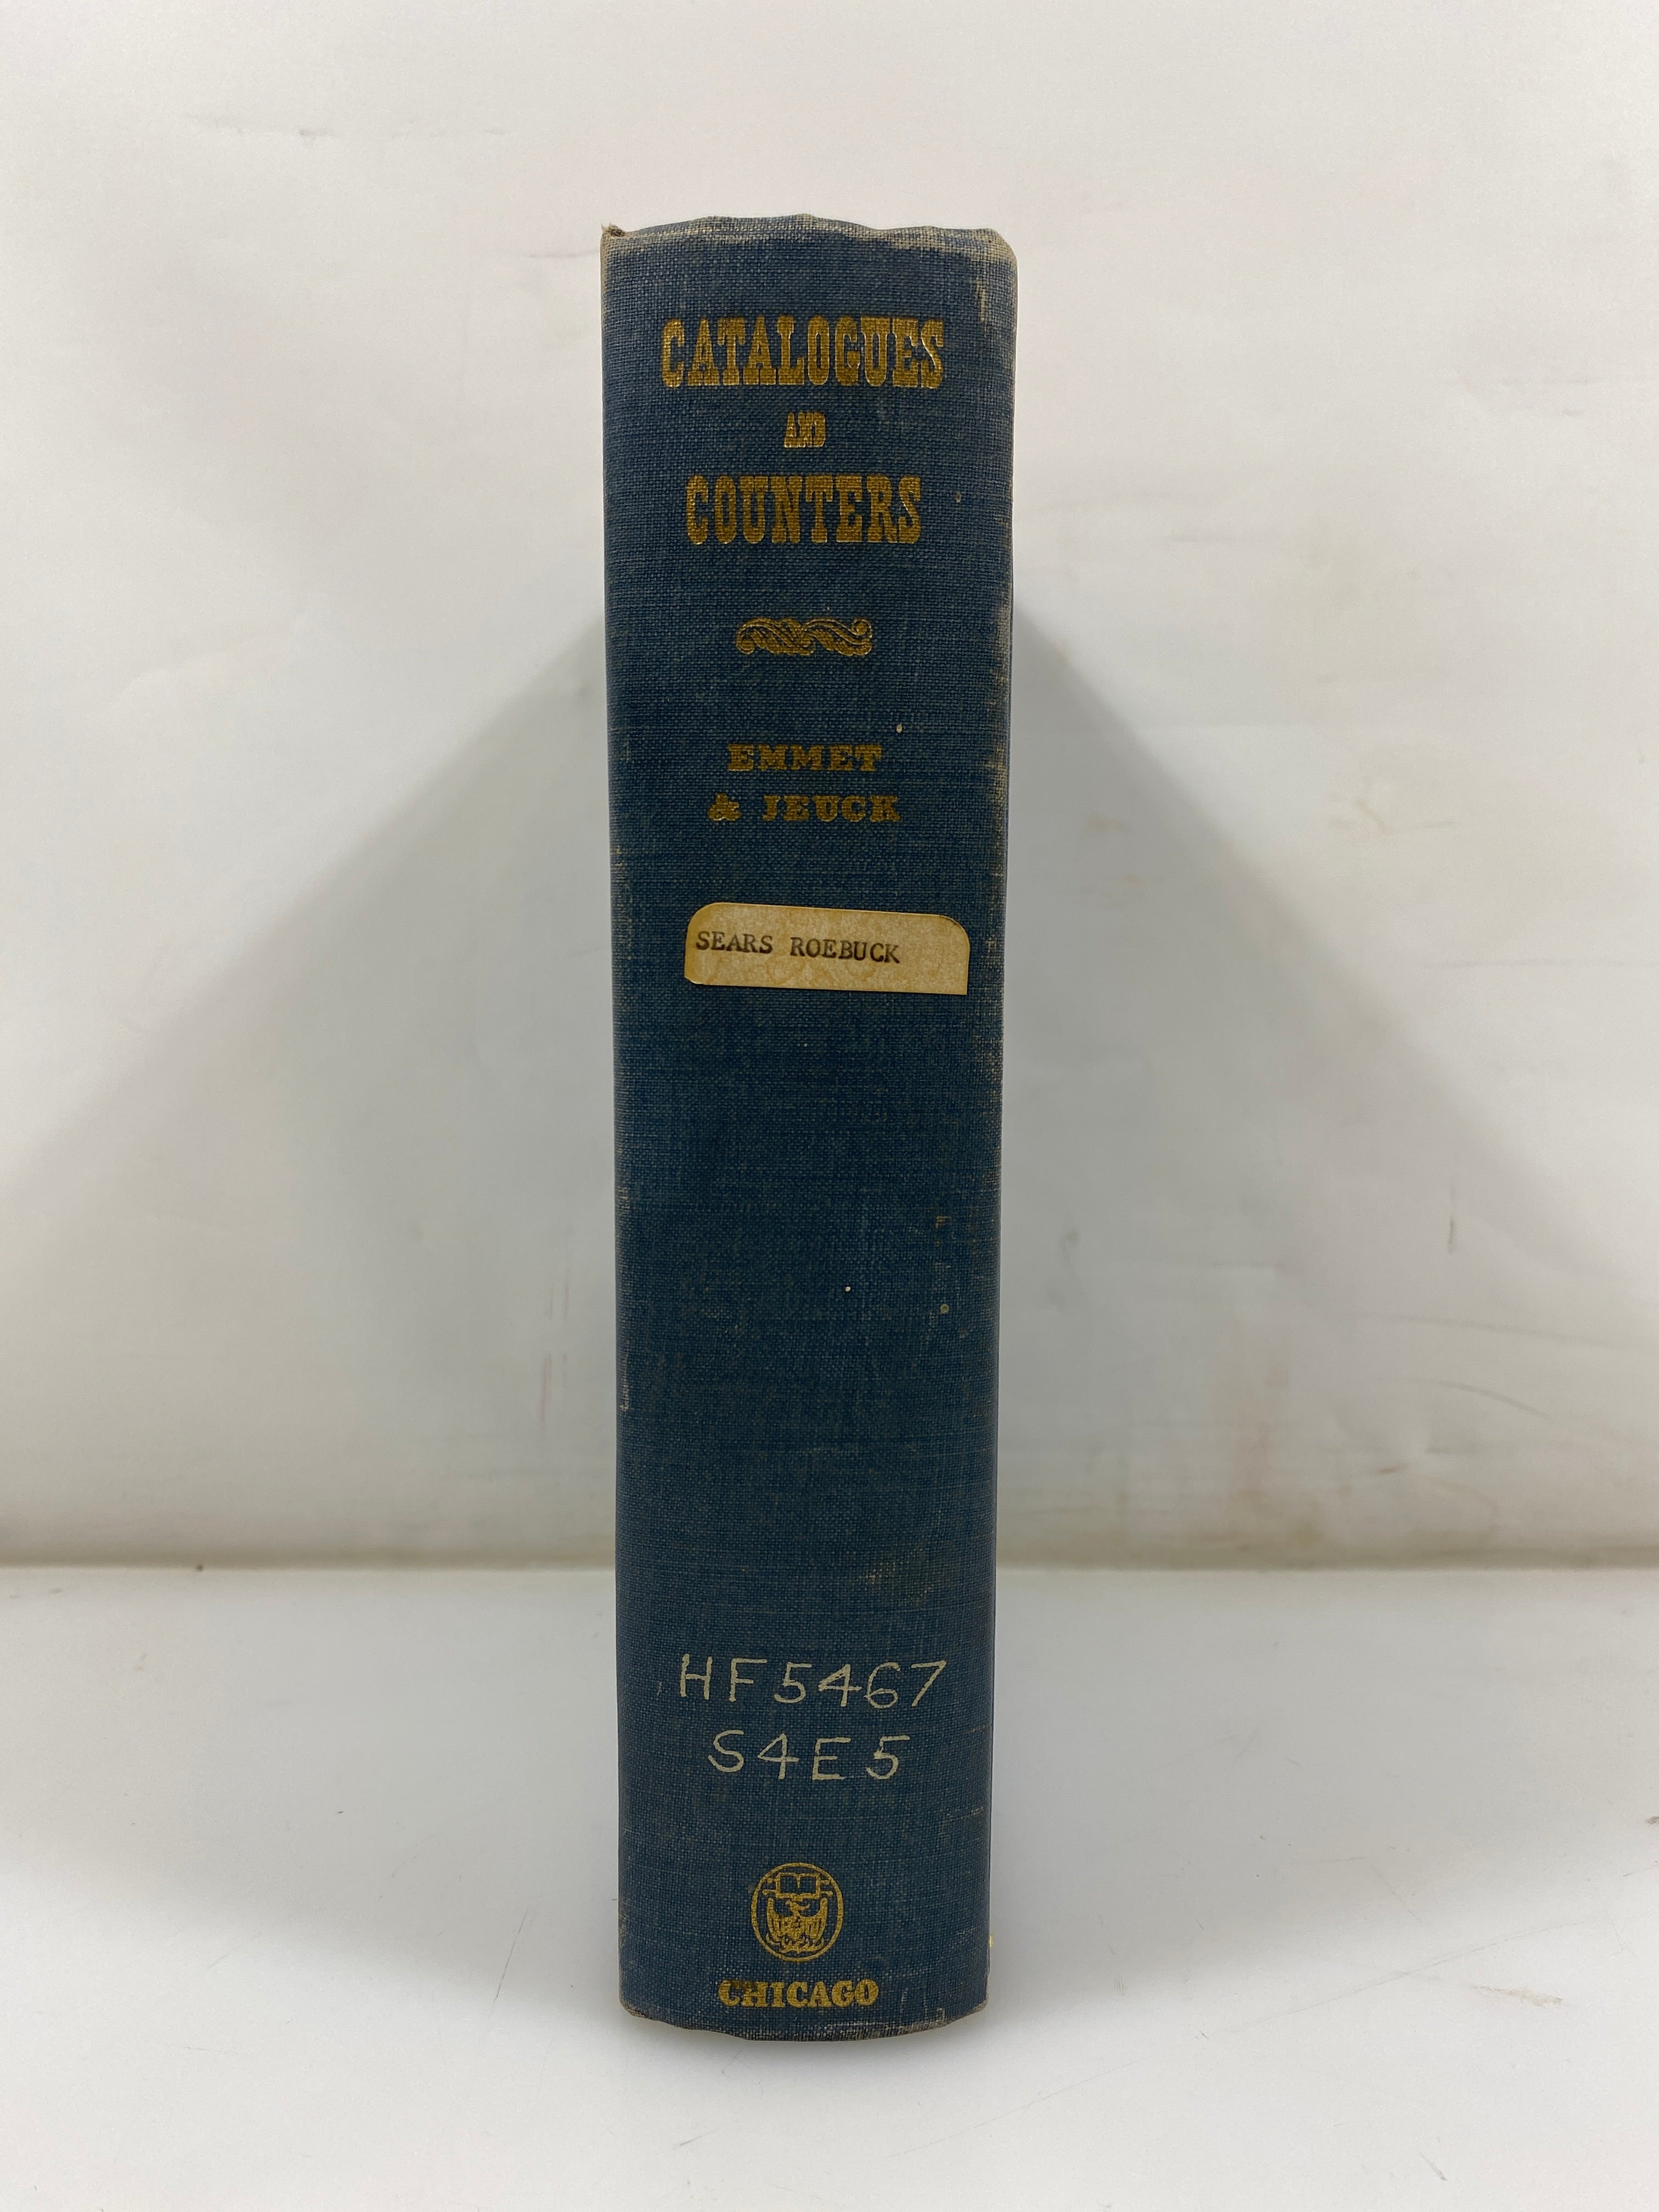 CATALOGUES
AND
COUNTERS
EMMET
& JEUCK
SEARS ROEBUCK
HF5467
S4E5
CHICAGO